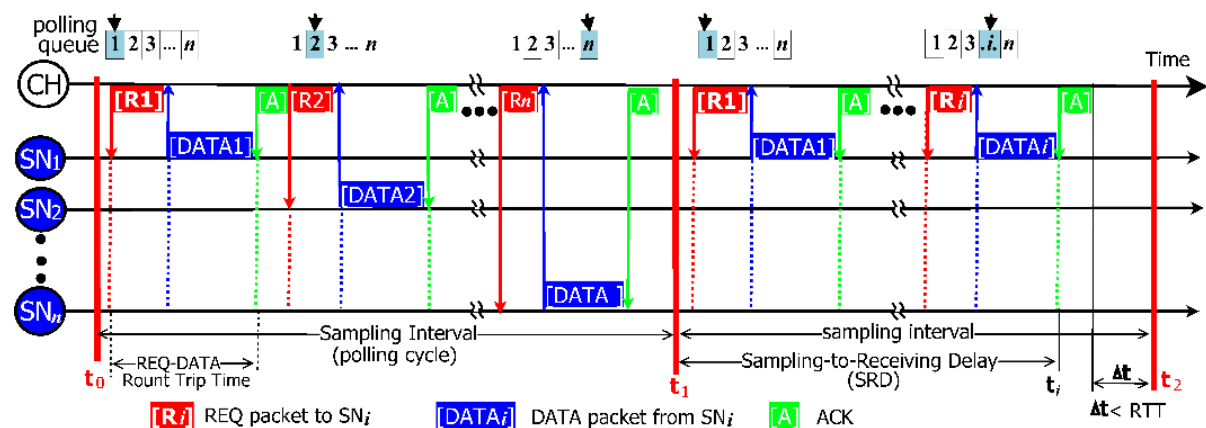 polling
queue
1 2 3 ... n
1 2 3 ... n
1 2 3 ... n
1 2 3 ... n
1 2 3 .i. n
Time
CH
[R1]
[A]
[R2]
[A]
[Rn]
[A]
[R1]
[A]
[Ri]
[A]
SN1
[DATA1]
[DATA1]
[DATAi]
SN2
[DATA2]
SNn
[DATA ]
Sampling Interval
(polling cycle)
sampling interval
REQ-DATA
Rount Trip Time
Sampling-to-Receiving Delay
(SRD)
Δt
t0
t1
ti
t2
Δt< RTT
[Ri] REQ packet to SNi
[DATAi] DATA packet from SNi
[A] ACK